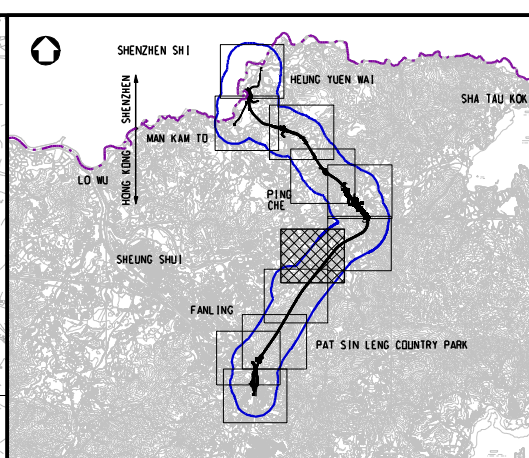 SHENZHEN SHI
HEUNG YUEN WAI
SHA TAU KOK
SHENZHEN
HONG KONG
MAN KAM TO
LO WU
PING
CHE
SHEUNG SHUI
FANLING
PAT SIN LENG COUNTRY PARK